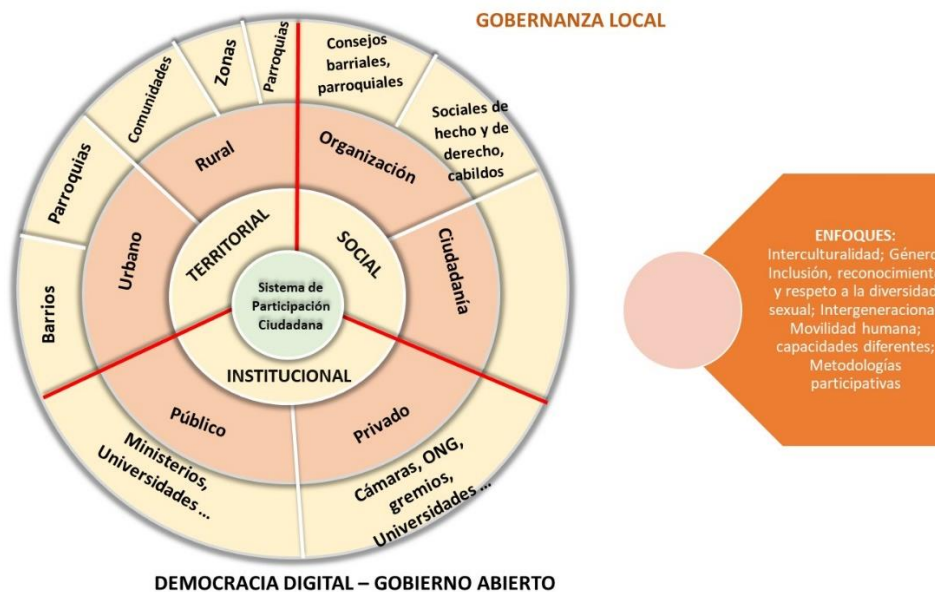 GOBERNANZA LOCAL
Parroquias
Comunidades
Zonas
Parroquias
Consejos
barriales,
parroquiales
Sociales de
hecho y de
derecho,
cabildos
Barrios
Urbano
Rural
Organización
Ciudadanía
TERRITORIAL
SOCIAL
Sistema de
Participación
Ciudadana
INSTITUCIONAL
Público
Privado
Ministerios,
Universidades ...
Cámaras, ONG,
gremios,
Universidades ...
DEMOCRACIA DIGITAL – GOBIERNO ABIERTO
ENFOQUES:
Interculturalidad; Género
Inclusión, reconocimiento
y respeto a la diversidad
sexual; Intergeneraciona
Movilidad humana;
capacidades diferentes;
Metodologías
participativas